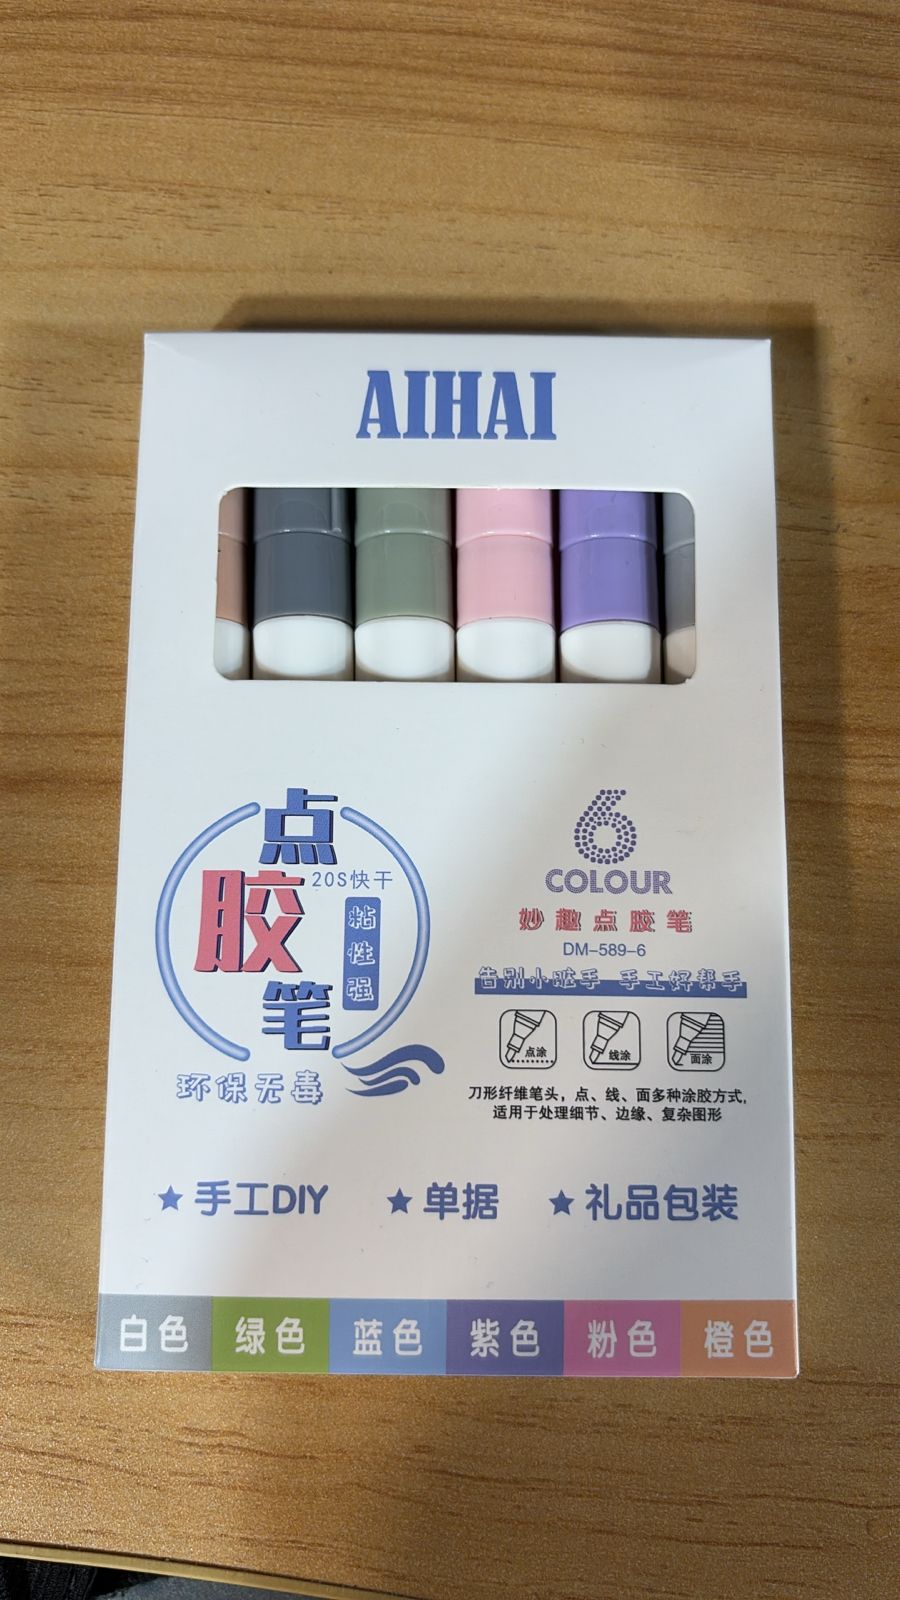 AIHAI
点胶笔
20S快干
粘性强
环保无毒
6
COLOUR
妙趣点胶笔
DM-589-6
告别小脏手 手工好帮手
点涂
线涂
面涂
刀形纤维笔头，点、线、面多种涂胶方式，
适用于处理细节、边缘、复杂图形
★ 手工DIY ★ 单据 ★ 礼品包装
白色 绿色 蓝色 紫色 粉色 橙色